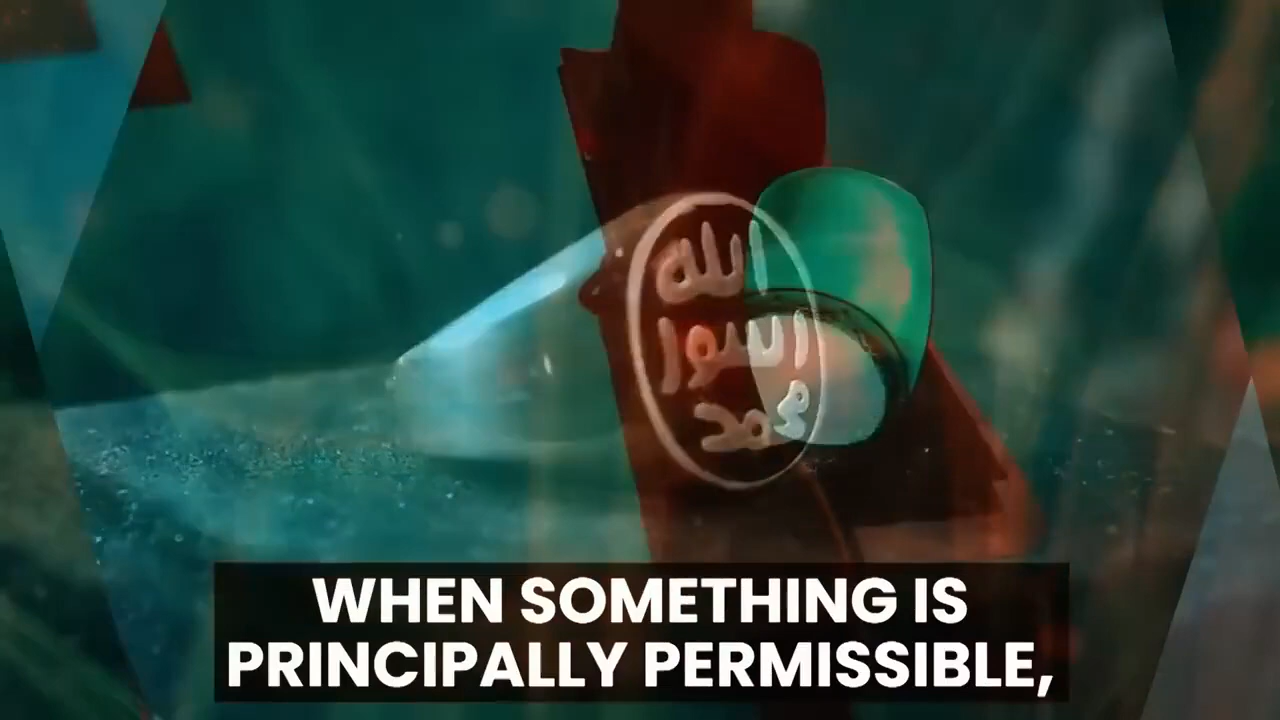 الله
رسول
محمد
WHEN SOMETHING IS
PRINCIPALLY PERMISSIBLE,